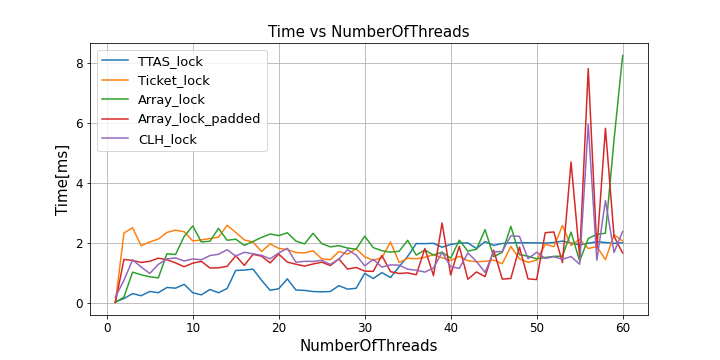 Time vs NumberOfThreads
TTAS_lock
Ticket_lock
Array_lock
Array_lock_padded
CLH_lock
Time[ms]
8
6
4
2
0
0 10 20 30 40 50 60
NumberOfThreads